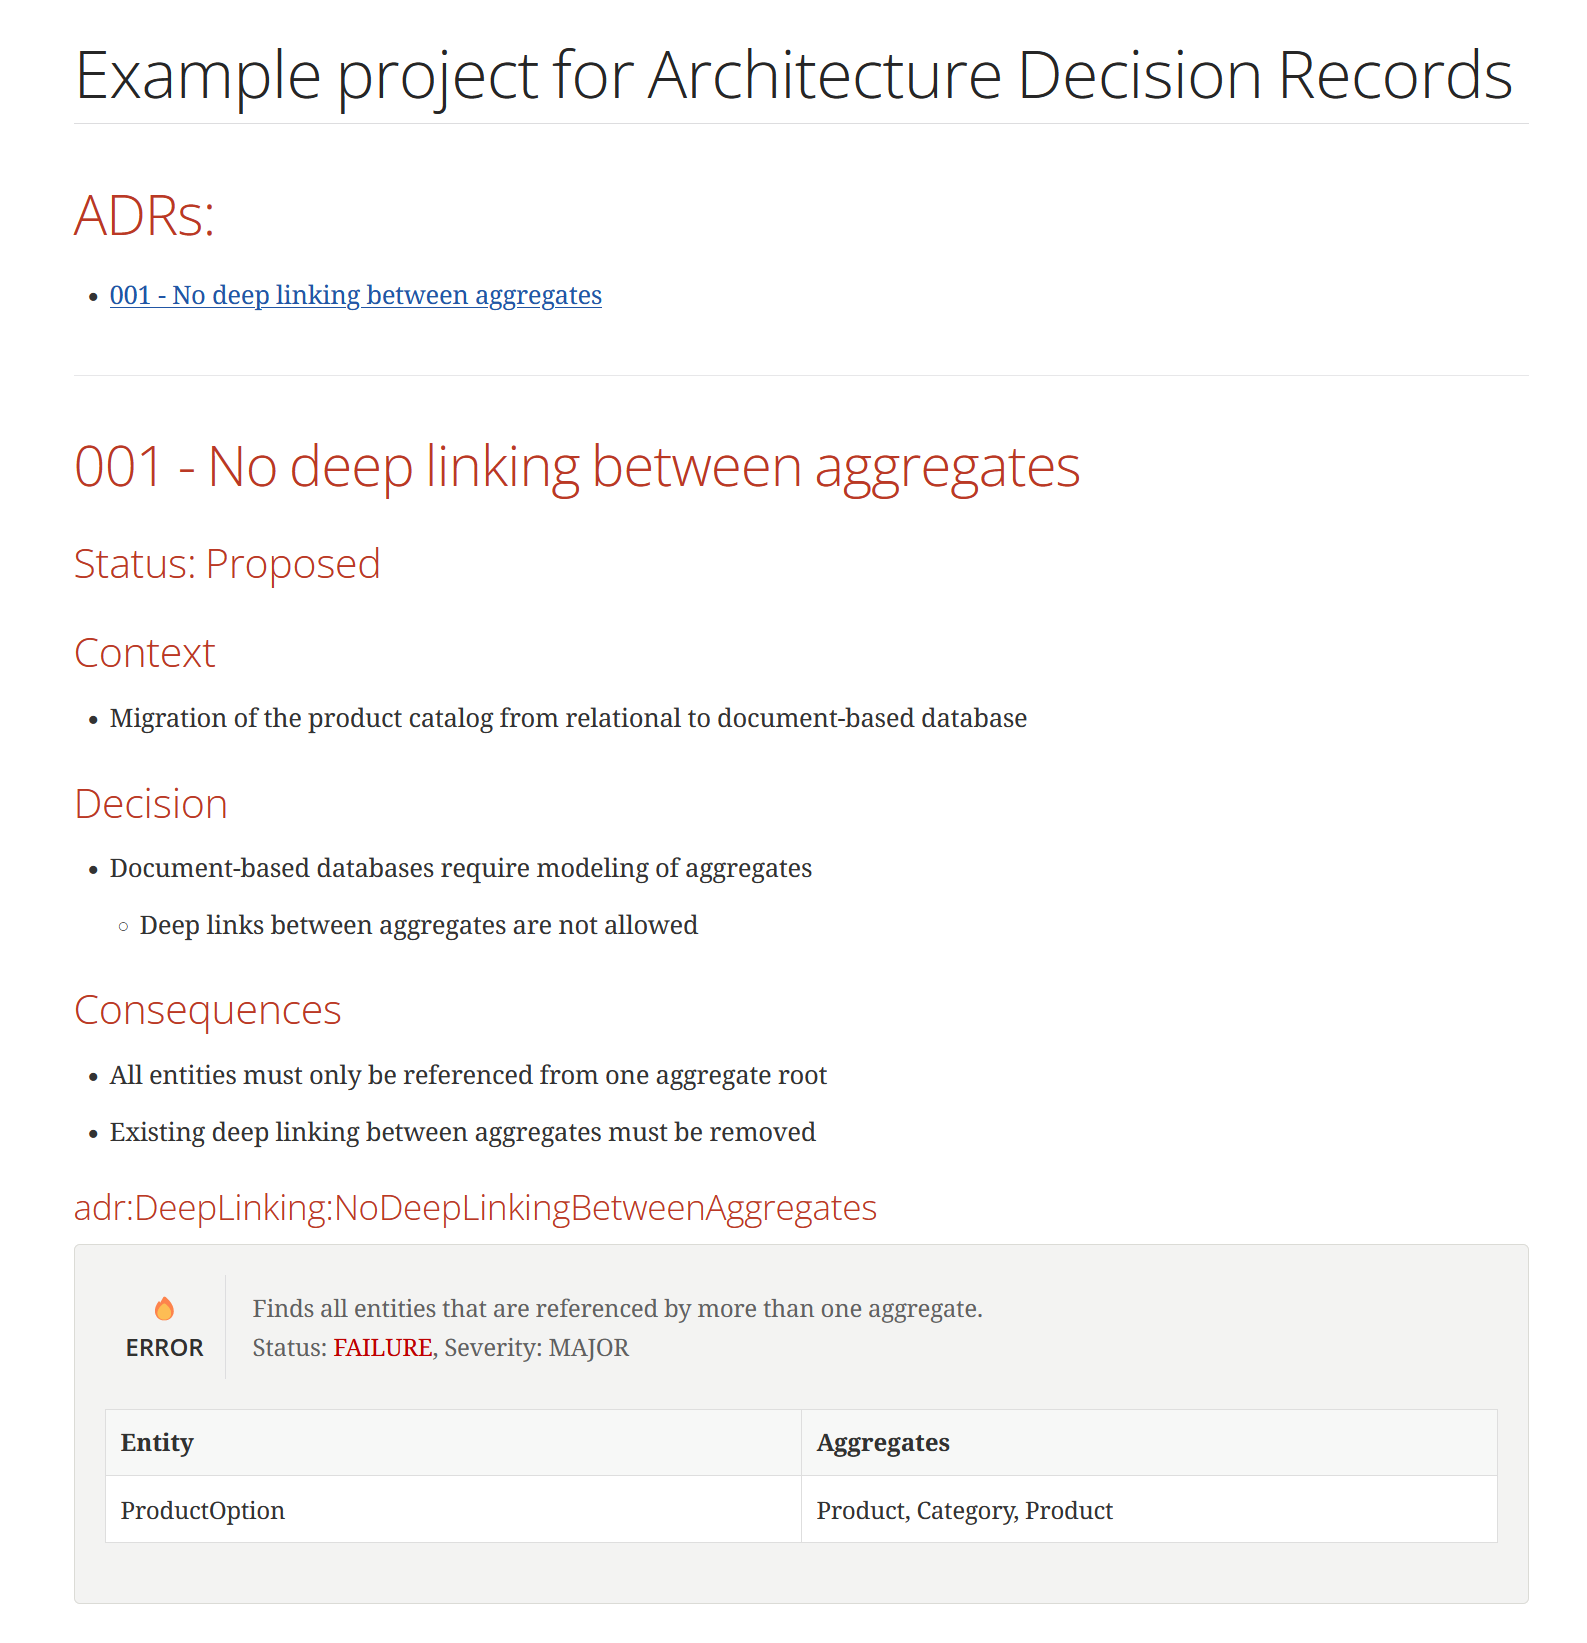 Example project for Architecture Decision Records
ADRs:
001 - No deep linking between aggregates
001 - No deep linking between aggregates
Status: Proposed
Context
Migration of the product catalog from relational to document-based database
Decision
Document-based databases require modeling of aggregates
Deep links between aggregates are not allowed
Consequences
All entities must only be referenced from one aggregate root
Existing deep linking between aggregates must be removed
adr:DeepLinking:NoDeepLinkingBetweenAggregates
Finds all entities that are referenced by more than one aggregate.
ERROR Status: FAILURE, Severity: MAJOR
Entity Aggregates
ProductOption Product, Category, Product